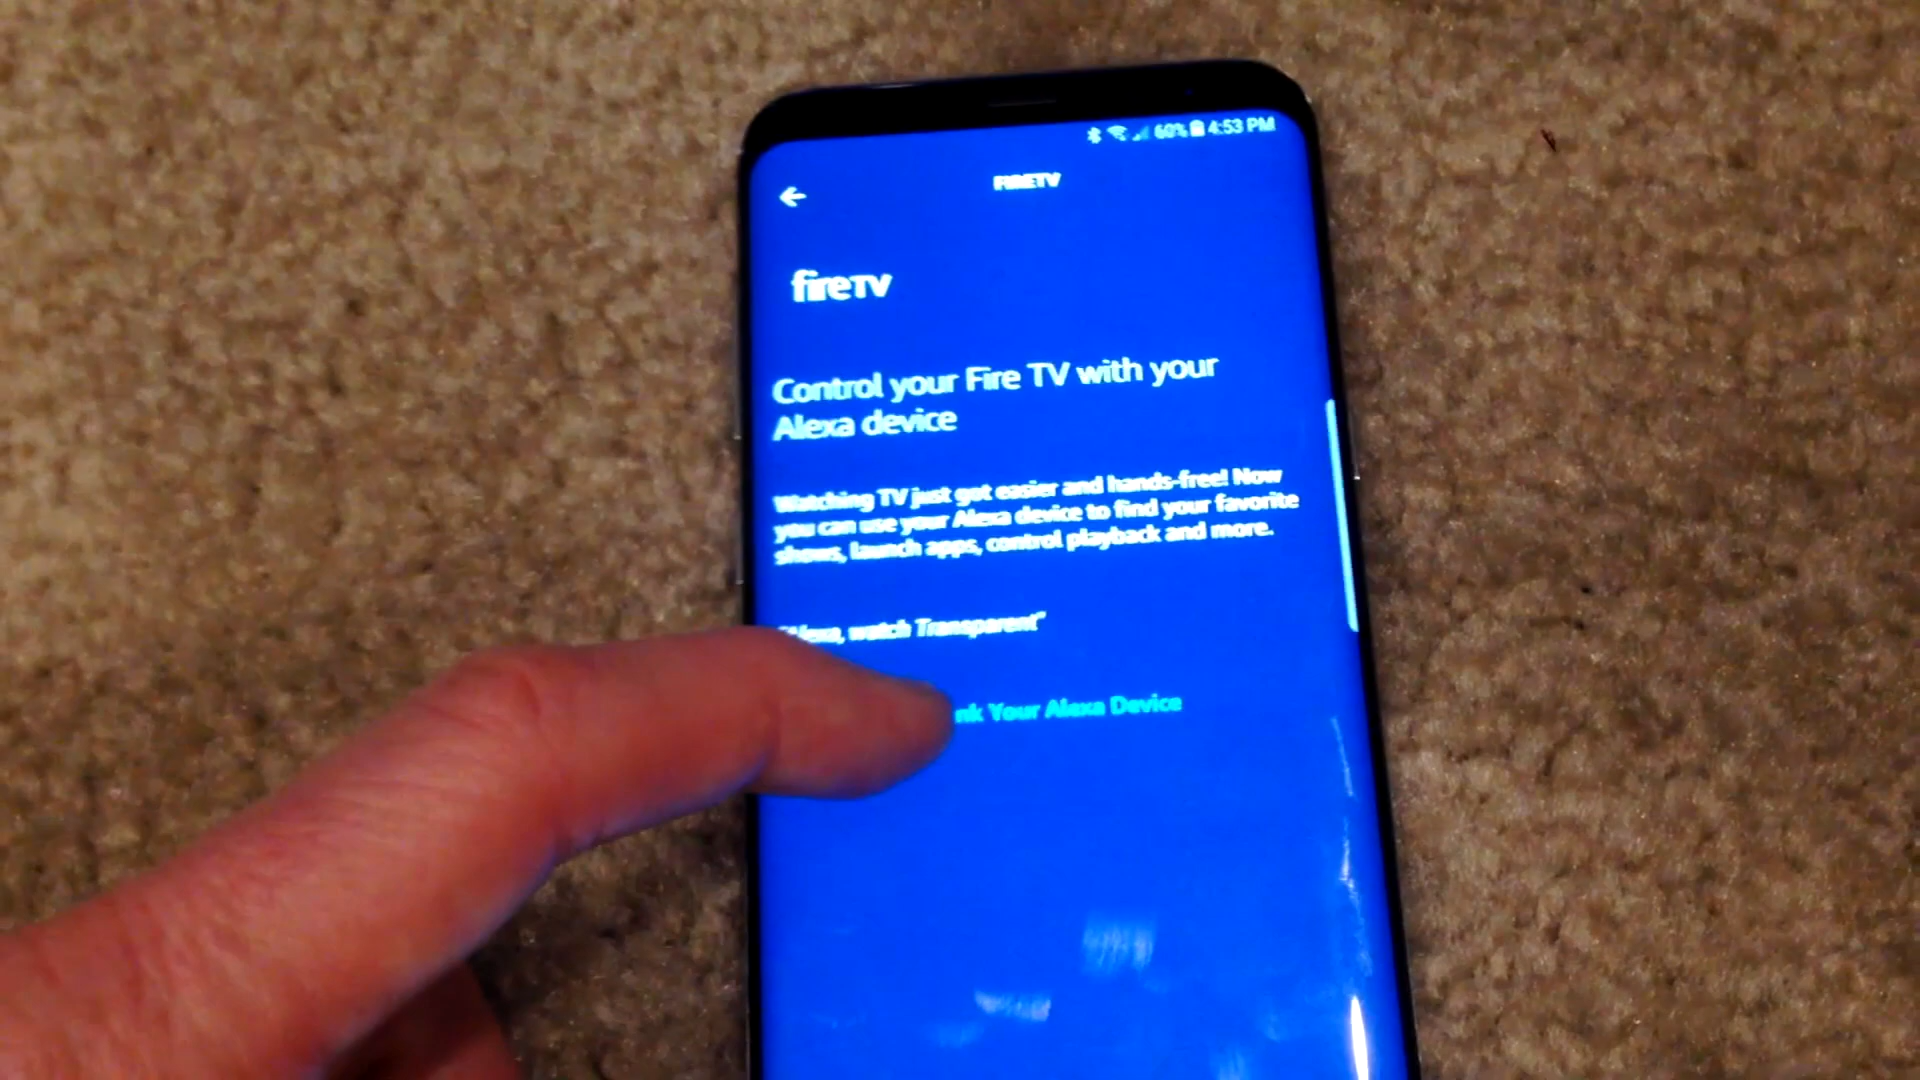 60% 4:53 PM
FIRETV
fireTV
Control your Fire TV with your
Alexa device
Watching TV just got easier and hands-free! Now
you can use your Alexa device to find your favorite
shows, launch apps, control playback and more.
"Alexa, watch Transparent"
nk Your Alexa Device